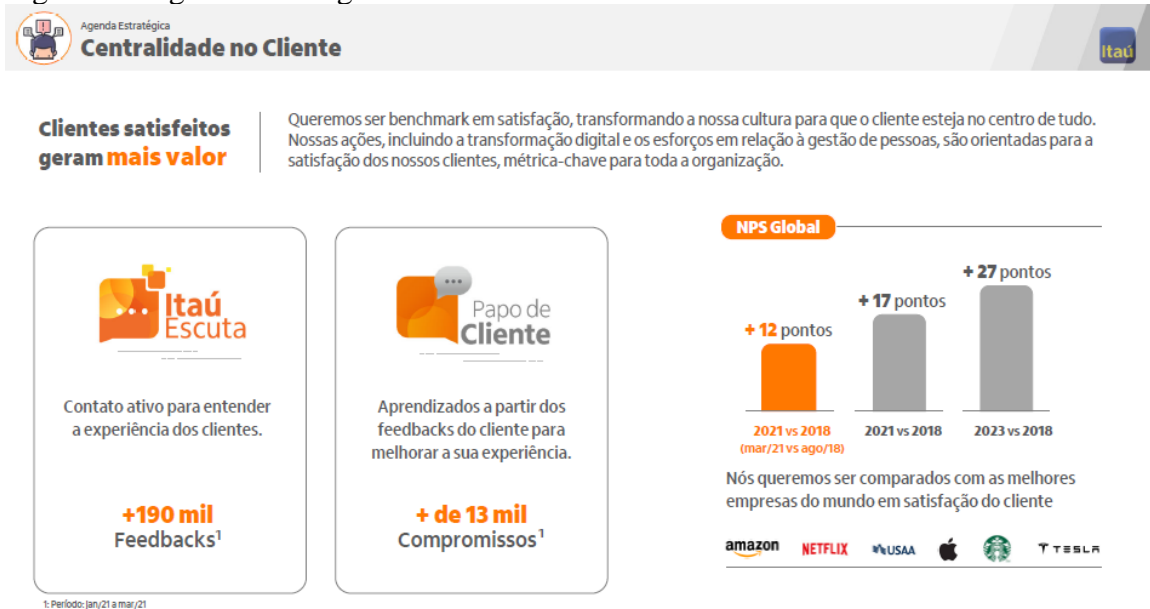 Agenda Estratégica
Centralidade no Cliente
Itaú
Clientes satisfeitos
geram mais valor
Queremos ser benchmark em satisfação, transformando a nossa cultura para que o cliente esteja no centro de tudo.
Nossas ações, incluindo a transformação digital e os esforços em relação à gestão de pessoas, são orientadas para a
satisfação dos nossos clientes, métrica-chave para toda a organização.
Itaú
Escuta
Contato ativo para entender
a experiência dos clientes.
+190 mil
Feedbacks¹
Papo de
Cliente
Aprendizados a partir dos
feedbacks do cliente para
melhorar a sua experiência.
+ de 13 mil
Compromissos¹
NPS Global
+ 12 pontos
+ 17 pontos
+ 27 pontos
2021 vs 2018
(mar/21 vs ago/18)
2021 vs 2018
2023 vs 2018
Nós queremos ser comparados com as melhores
empresas do mundo em satisfação do cliente
amazon NETFLIX USAA TESLA
1: Período: Jan/21 a mar/21